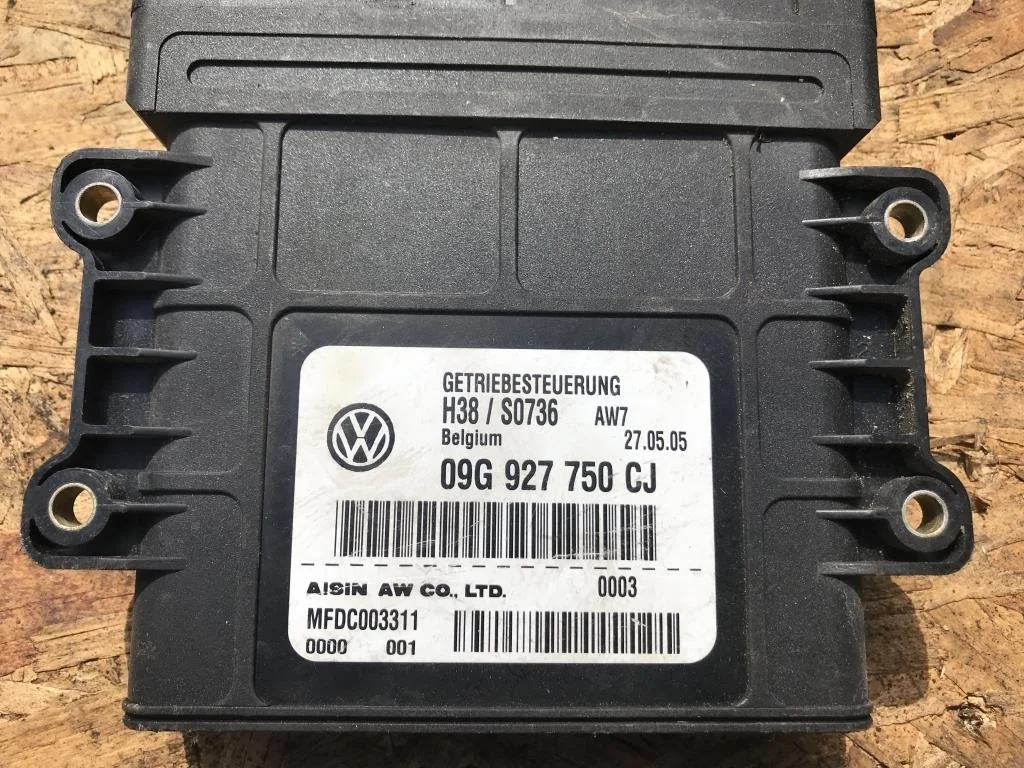 GETRIEBESTEUERUNG
H38 / S0736 AW7
Belgium 27.05.05
VW
09G 927 750 CJ
AISIN AW CO., LTD. 0003
MFDC003311
0000 001